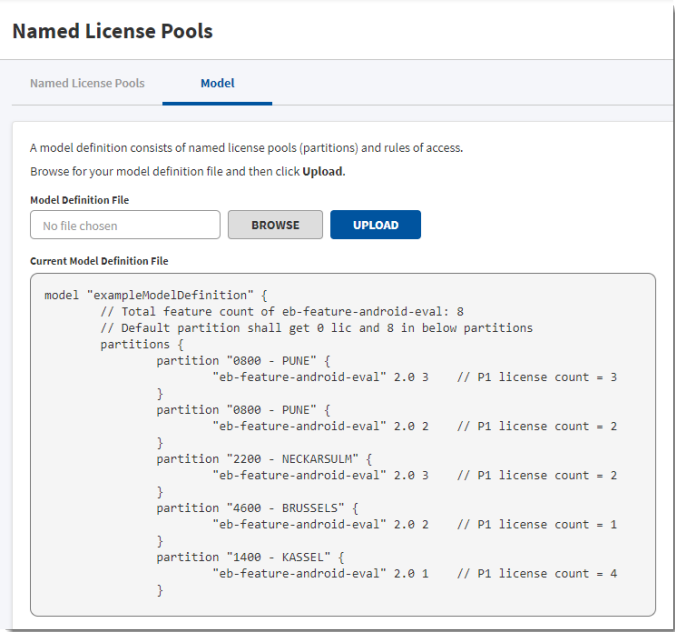 Named License Pools
Named License Pools Model
A model definition consists of named license pools (partitions) and rules of access.
Browse for your model definition file and then click Upload.
Model Definition File
No file chosen BROWSE UPLOAD
Current Model Definition File
model "exampleModelDefinition" {
// Total feature count of eb-feature-android-eval: 8
// Default partition shall get 0 lic and 8 in below partitions
partitions {
partition "0800 - PUNE" {
"eb-feature-android-eval" 2.0 3 // P1 license count = 3
}
partition "0800 - PUNE" {
"eb-feature-android-eval" 2.0 2 // P1 license count = 2
}
partition "2200 - NECKARSULM" {
"eb-feature-android-eval" 2.0 3 // P1 license count = 2
}
partition "4600 - BRUSSELS" {
"eb-feature-android-eval" 2.0 2 // P1 license count = 1
}
partition "1400 - KASSEL" {
"eb-feature-android-eval" 2.0 1 // P1 license count = 4
}